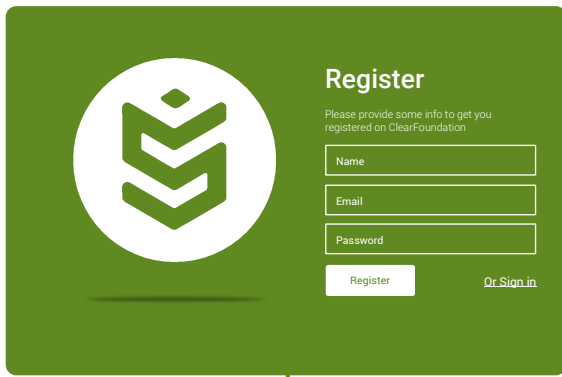 Register
Please provide some info to get you
registered on ClearFoundation
Name
Email
Password
Register
Or Sign in